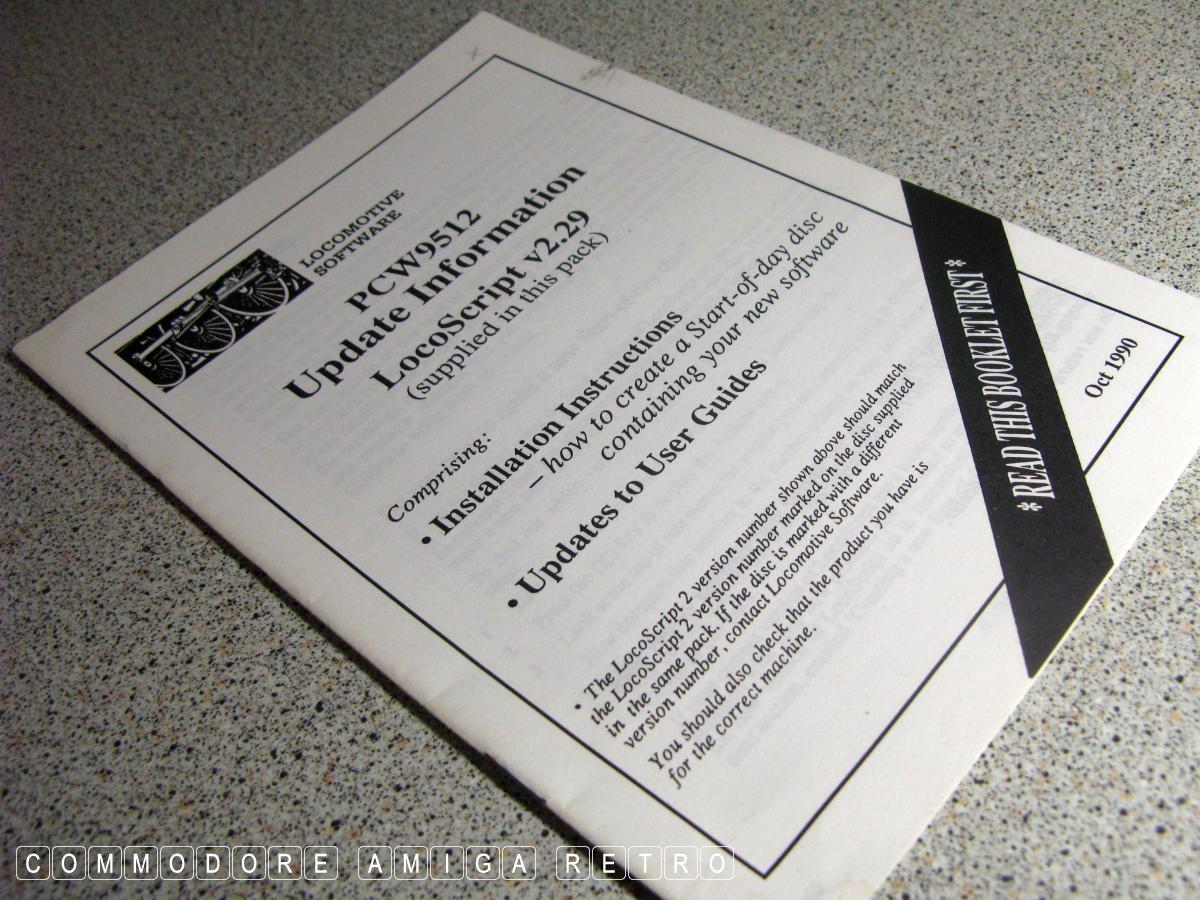 LOCOMOTIVE
SOFTWARE
PCW9512
Update Information
LocoScript v2.29
(supplied in this pack)
Comprising:
• Installation Instructions
– how to create a Start-of-day disc
containing your new software
• Updates to User Guides
• The LocoScript 2 version number shown above should match
the LocoScript 2 version number marked on the disc supplied
in the same pack. If the disc is marked with a different
version number, contact Locomotive Software.
You should also check that the product you have is
for the correct machine.
* READ THIS BOOKLET FIRST *
Oct 1990
COMMODORE AMIGA RETRO